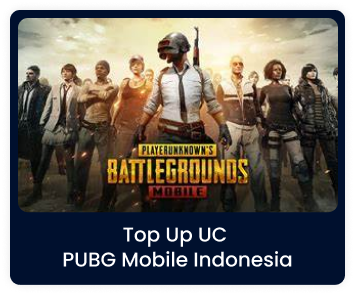 PLAYERUNKNOWN'S
BATTLEGROUNDS
MOBILE
Top Up UC
PUBG Mobile Indonesia